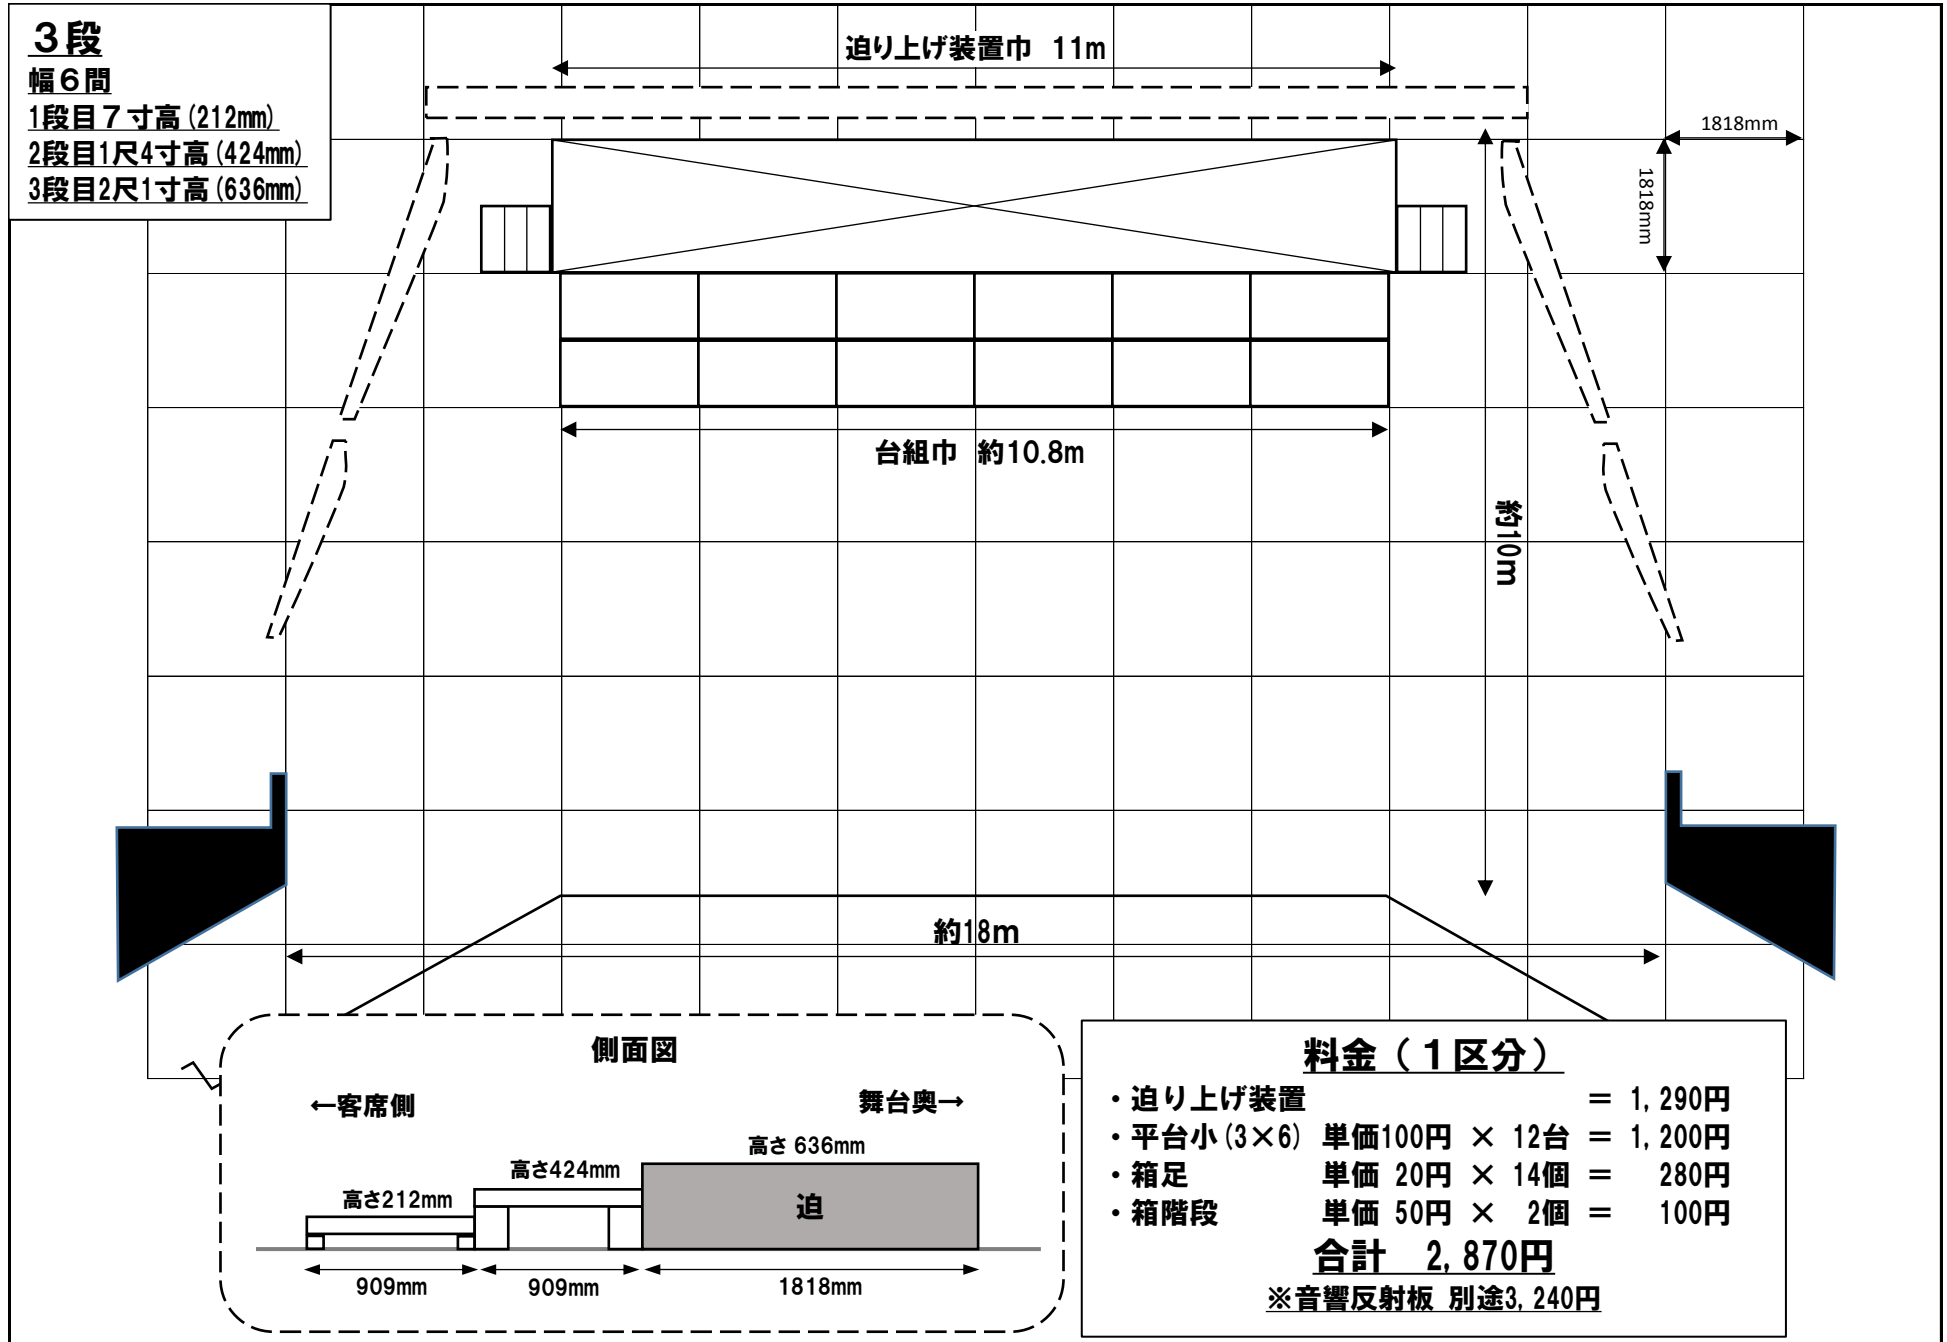 ３段
幅６間
1段目７寸高(212mm)
2段目1尺4寸高(424mm)
3段目2尺1寸高(636mm)
迫り上げ装置巾 11m
1818mm
1818mm
台組巾 約10.8m
約10m
約18m
側面図
←客席側 舞台奥→
高さ 636mm
高さ424mm
高さ212mm
迫
909mm 909mm 1818mm
料金（１区分）
・迫り上げ装置 ＝ 1,290円
・平台小(3×6) 単価100円 × 12台 ＝ 1,200円
・箱足 単価 20円 × 14個 ＝ 280円
・箱階段 単価 50円 × 2個 ＝ 100円
合計 2,870円
※音響反射板 別途3,240円